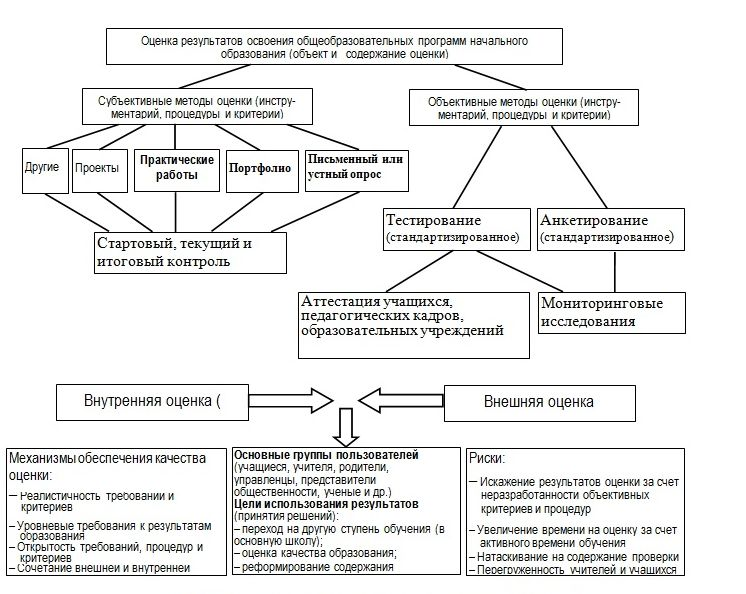 Оценка результатов освоения общеобразовательных программ начального
образования (объект и содержание оценки)
Субъективные методы оценки (инстру-
ментарий, процедуры и критерии)
Объективные методы оценки (инстру-
ментарий, процедуры и критерии)
Другие
Проекты
Практические
работы
Портфолио
Письменный или
устный опрос
Тестирование
(стандартизированное)
Анкетирование
(стандартизированное)
Стартовый, текущий и
итоговый контроль
Аттестация учащихся,
педагогических кадров,
образовательных учреждений
Мониторинговые
исследования
Внутренняя оценка (
Внешняя оценка
Механизмы обеспечения качества
оценки:
– Реалистичность требований и
критериев
– Уровневые требования к результатам
образования
– Открытость требований, процедур и
критериев
– Сочетание внешней и внутренней
Основные группы пользователей
(учащиеся, учителя, родители,
управленцы, представители
общественности, ученые и др.)
Цели использования результатов
(принятия решений):
– переход на другую ступень обучения (в
основную школу);
– оценка качества образования;
– реформирование содержания
Риски:
– Искажение результатов оценки за счет
неразработанности объективных
критериев и процедур
– Увеличение времени на оценку за счет
активного времени обучения
– Натаскивание на содержание проверки
– Перегруженность учителей и учащихся